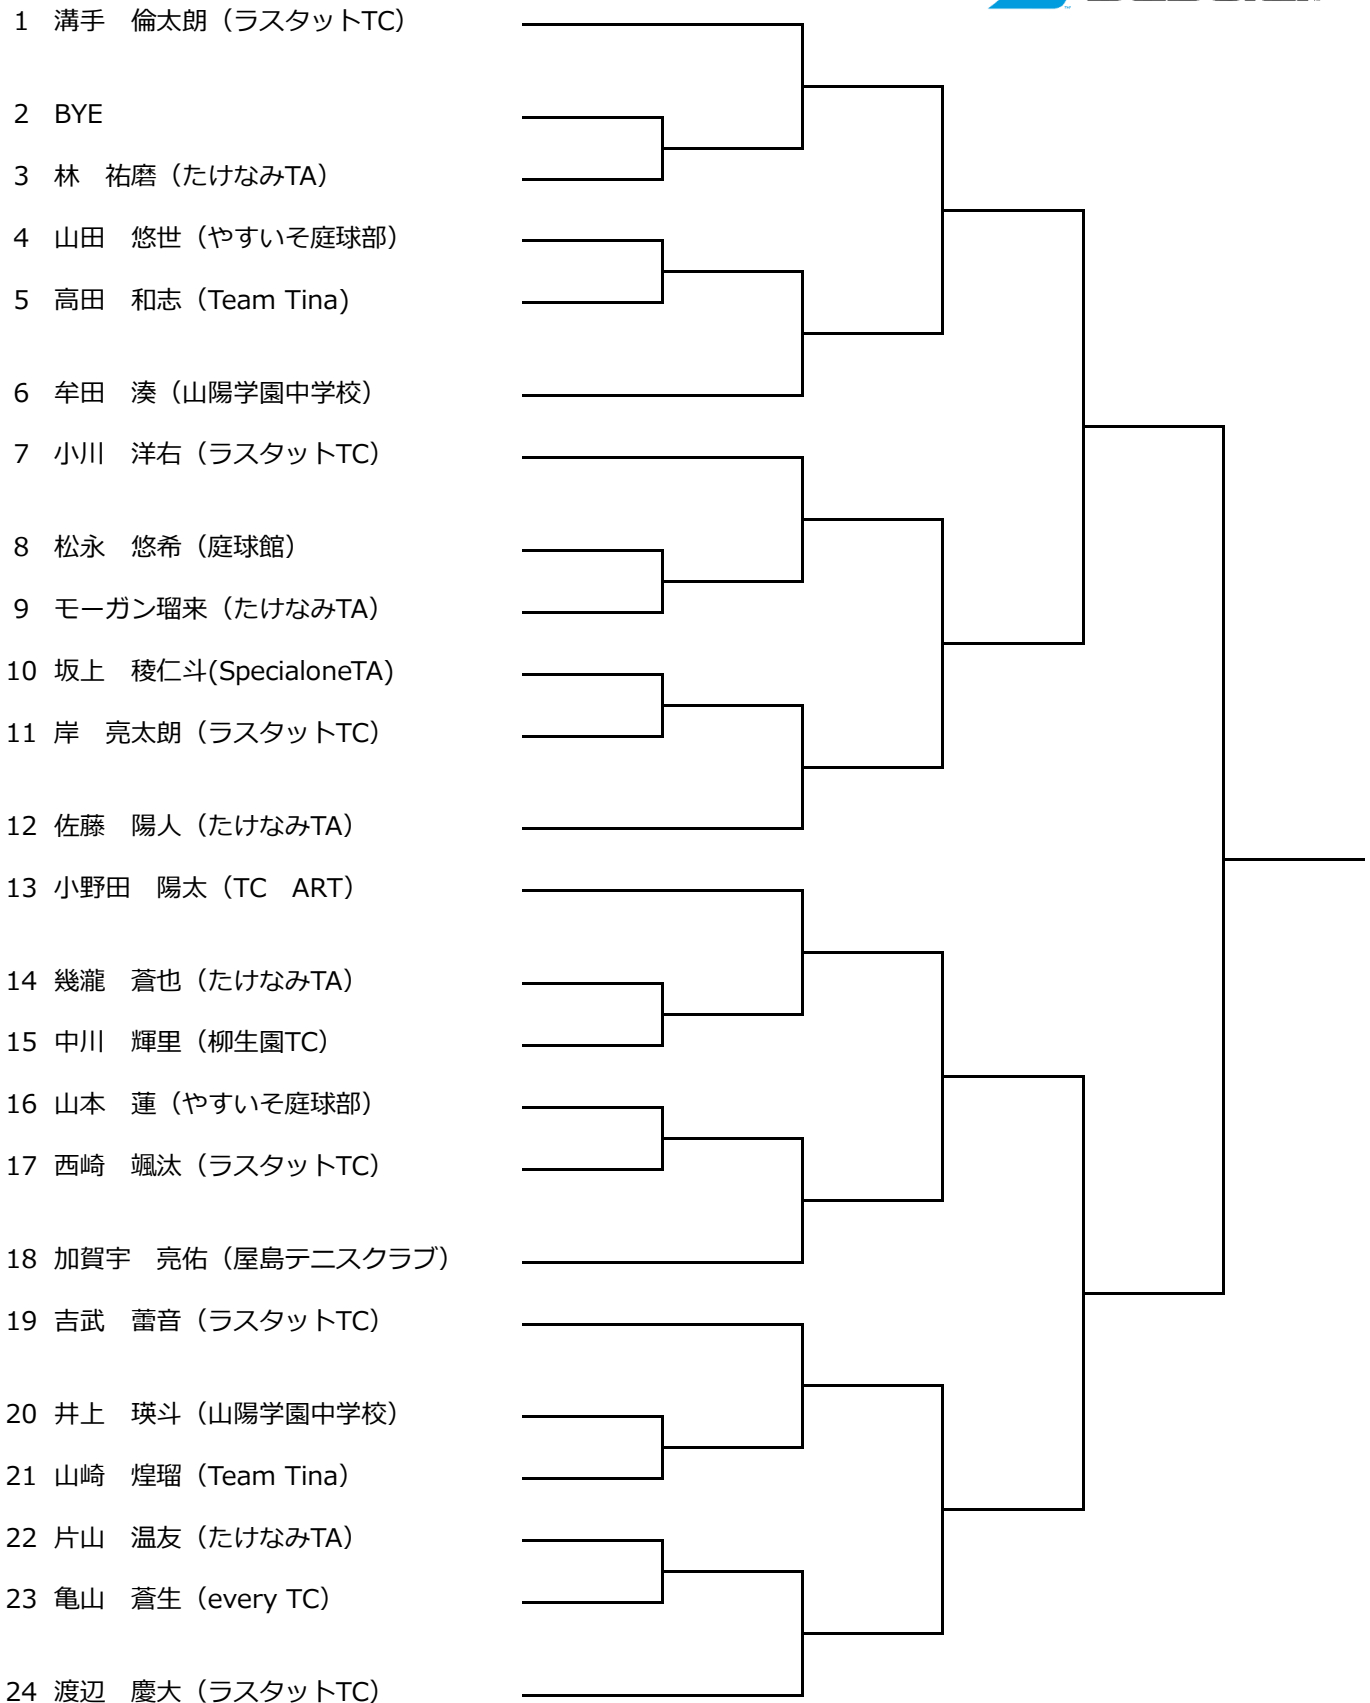 1 溝手　倫太朗（ラスタットTC）
2 BYE
3 林　祐磨（たけなみTA）
4 山田　悠世（やすいそ庭球部）
5 高田　和志（Team Tina)
6 牟田　湊（山陽学園中学校）
7 小川　洋右（ラスタットTC）
8 松永　悠希（庭球館）
9 モーガン瑠来（たけなみTA）
10 坂上　稜仁斗(SpecialoneTA)
11 岸　亮太朗（ラスタットTC）
12 佐藤　陽人（たけなみTA）
13 小野田　陽太（TC　ART）
14 幾瀧　蒼也（たけなみTA）
15 中川　輝里（柳生園TC）
16 山本　蓮（やすいそ庭球部）
17 西崎　颯汰（ラスタットTC）
18 加賀宇　亮佑（屋島テニスクラブ）
19 吉武　蕾音（ラスタットTC）
20 井上　瑛斗（山陽学園中学校）
21 山崎　煌瑠（Team Tina）
22 片山　温友（たけなみTA）
23 亀山　蒼生（every TC）
24 渡辺　慶大（ラスタットTC）